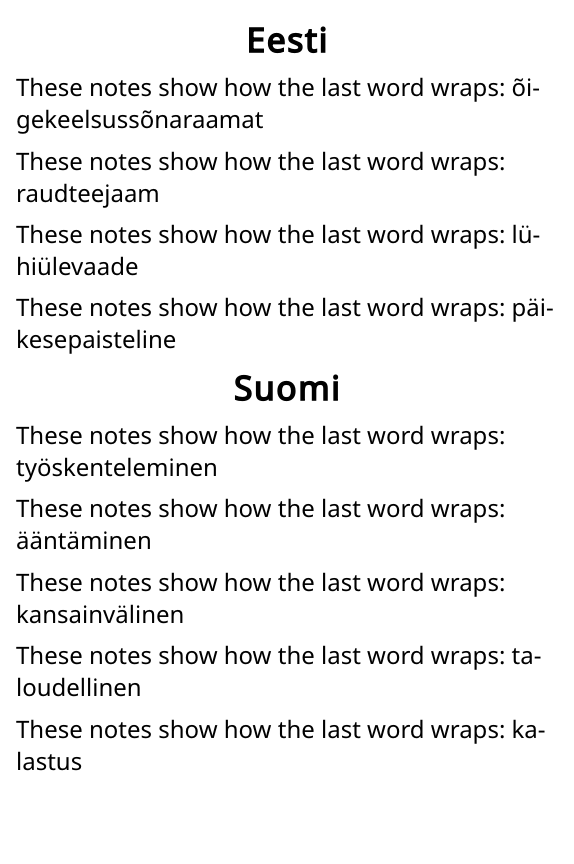 Eesti
These notes show how the last word wraps: õi-
gekeelsussõnaraamat
These notes show how the last word wraps:
raudteejaam
These notes show how the last word wraps: lü-
hiülevaade
These notes show how the last word wraps: päi-
kesepaisteline
Suomi
These notes show how the last word wraps:
työskenteleminen
These notes show how the last word wraps:
ääntäminen
These notes show how the last word wraps:
kansainvälinen
These notes show how the last word wraps: ta-
loudellinen
These notes show how the last word wraps: ka-
lastus